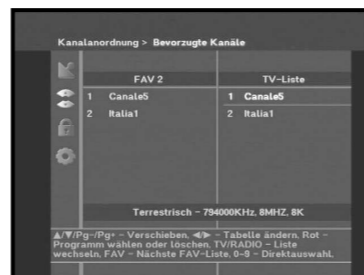 Kanalanordnung > Bevorzugte Kanäle
FAV 2
TV-Liste
1 Canale5
1 Canale5
2 Italia1
2 Italia1
Terrestrisch - 794000KHz, 8MHZ, 8K
▲/▼/Pg-/Pg+ - Verschieben, ◄/► - Tabelle ändern, Rot -
Programm wählen oder löschen, TV/RADIO - Liste
wechseln, FAV - Nächste FAV-Liste, 0-9 - Direktauswahl.